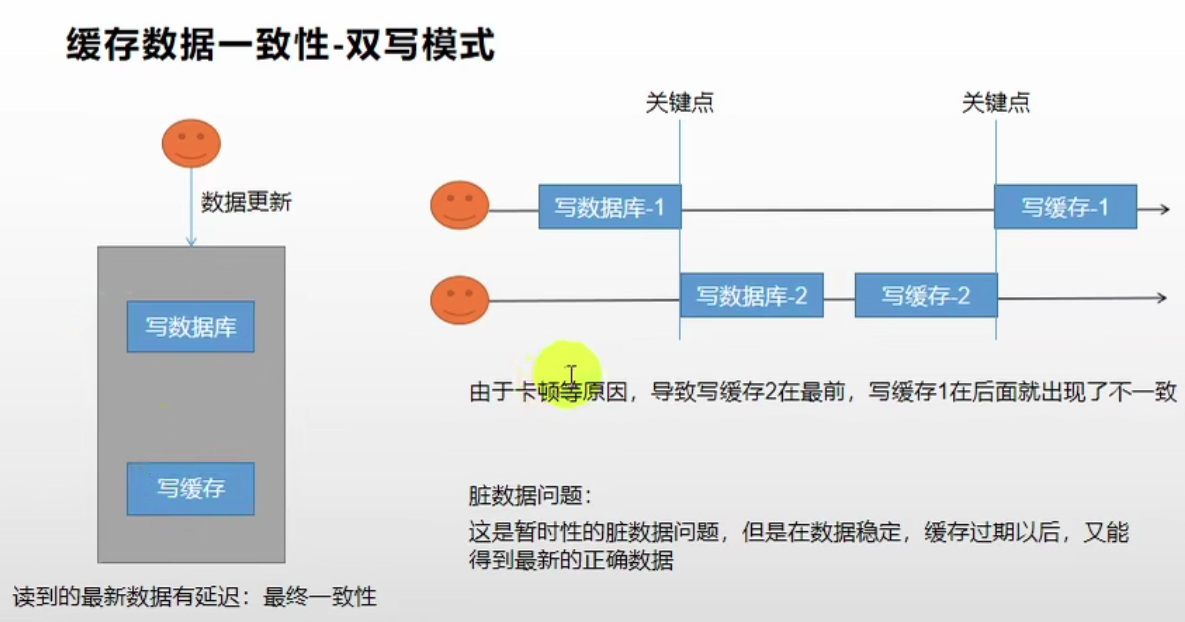 缓存数据一致性-双写模式
数据更新
写数据库
写缓存
读到的最新数据有延迟：最终一致性
关键点
关键点
写数据库-1
写缓存-1
写数据库-2
写缓存-2
由于卡顿等原因，导致写缓存2在最前，写缓存1在后面就出现了不一致
脏数据问题：
这是暂时性的脏数据问题，但是在数据稳定，缓存过期以后，又能
得到最新的正确数据